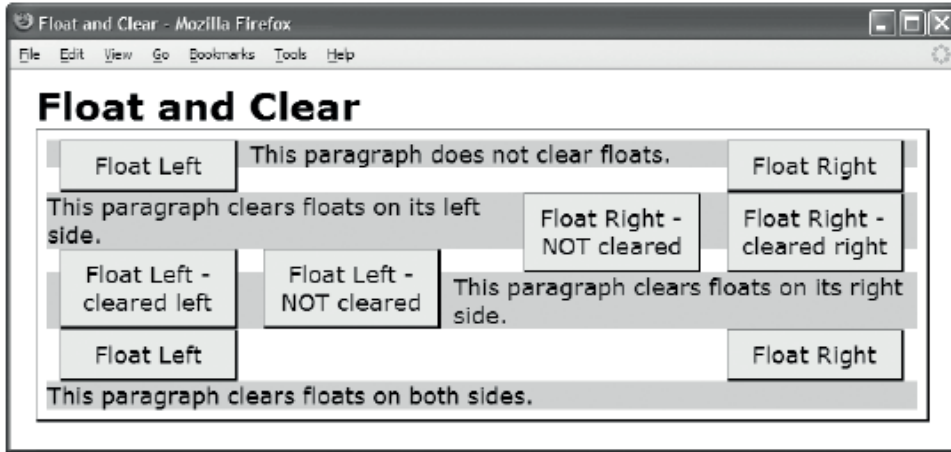 Float and Clear - Mozilla Firefox
File Edit View Go Bookmarks Tools Help
Float and Clear
Float Left
This paragraph does not clear floats.
Float Right
This paragraph clears floats on its left
side.
Float Right -
NOT cleared
Float Right -
cleared right
Float Left -
cleared left
Float Left -
NOT cleared
This paragraph clears floats on its right
side.
Float Left
Float Right
This paragraph clears floats on both sides.